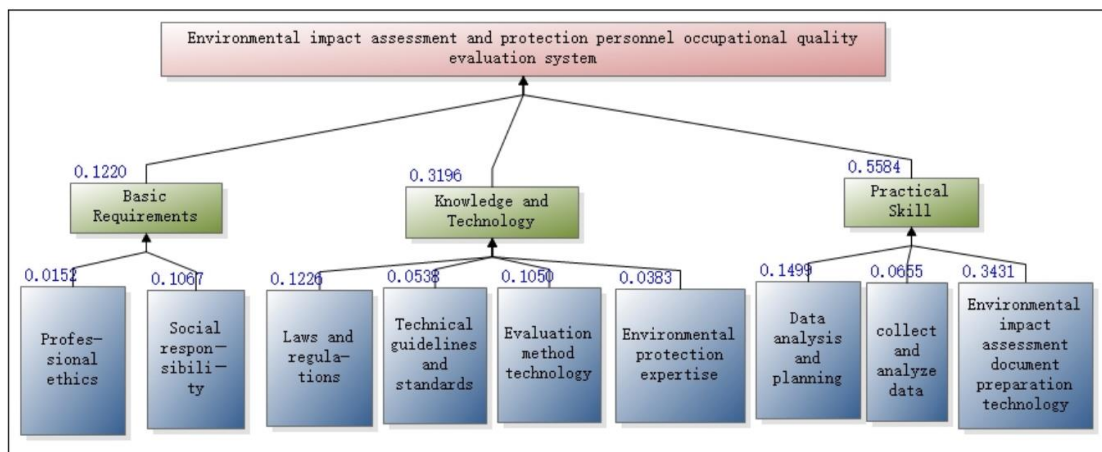 Environmental impact assessment and protection personnel occupational quality
evaluation system
0.1220
0.3196
0.5584
Basic
Requirements
Knowledge and
Technology
Practical
Skill
0.0152
0.1067
0.1226
0.0538
0.1050
0.0383
0.1499
0.0655
0.3431
Profes-
sional
ethics
Social
respon-
sibili-
ty
Laws and
regula-
tions
Technical
guidelines
and
standards
Evaluation
method
technology
Environmental
protection
expertise
Data
analysis
and
planning
collect
and
analyze
data
Environmental
impact
assessment
document
preparation
technology